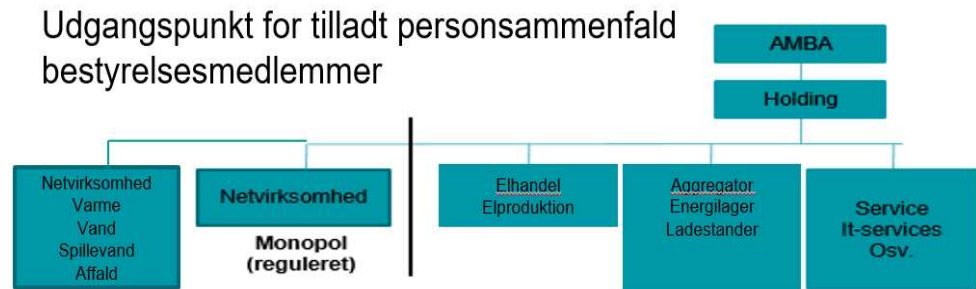 Udgangspunkt for tilladt personsammenfald
bestyrelsesmedlemmer
AMBA
Holding
Netvirksomhed
Varme
Vand
Spillevand
Affald
Netvirksomhed
Monopol
(reguleret)
Elhandel
Elproduktion
Aggregator
Energilager
Ladestander
Service
It-services
Osv.